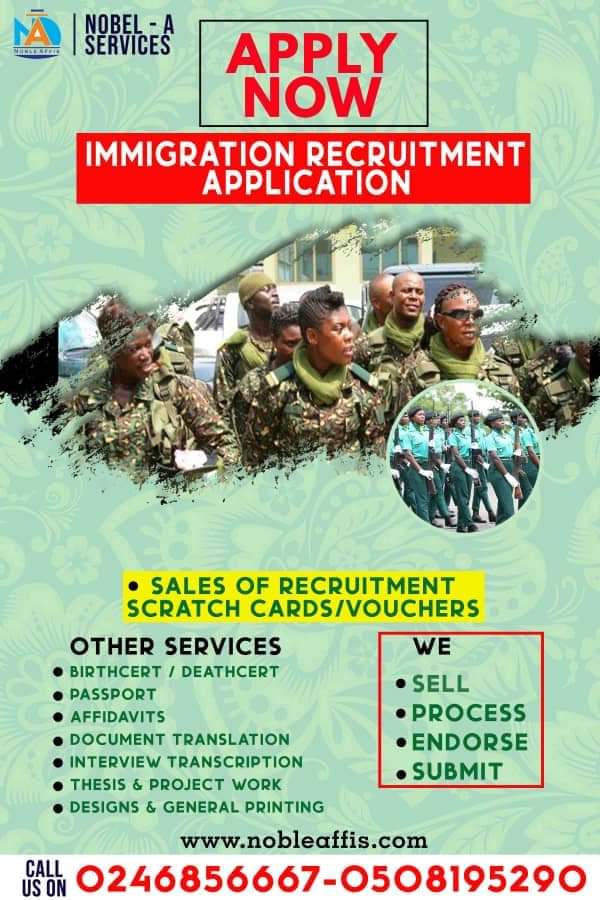 NOBLE AFFIS
NOBEL - A
SERVICES
APPLY
NOW
IMMIGRATION RECRUITMENT
APPLICATION
• SALES OF RECRUITMENT
SCRATCH CARDS/VOUCHERS
OTHER SERVICES
• BIRTHCERT / DEATHCERT
• PASSPORT
• AFFIDAVITS
• DOCUMENT TRANSLATION
• INTERVIEW TRANSCRIPTION
• THESIS & PROJECT WORK
• DESIGNS & GENERAL PRINTING
WE
• SELL
• PROCESS
• ENDORSE
• SUBMIT
www.nobleaffis.com
CALL
US ON
0246856667-0508195290